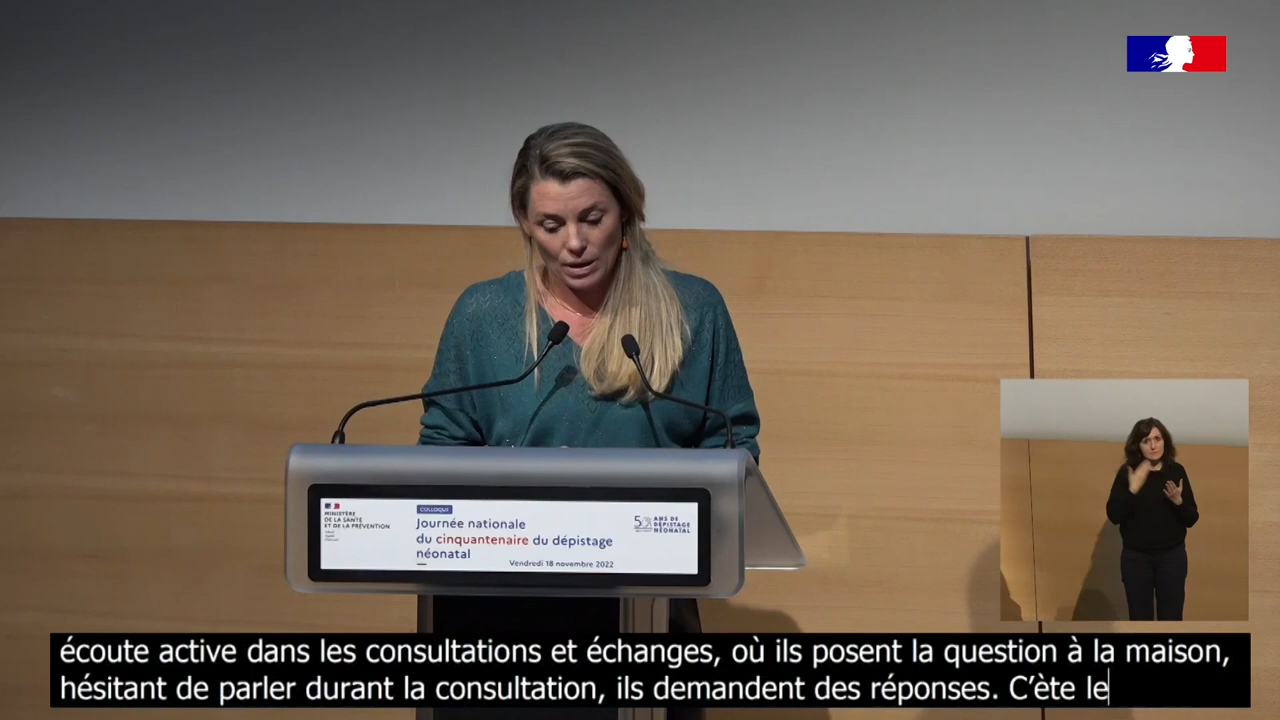 MINISTÈRE
DE LA SANTÉ
ET DE LA PRÉVENTION
COLLOQUE
Journée nationale
du cinquantenaire du dépistage
néonatal
Vendredi 18 novembre 2022
50 ANS DE
DÉPISTAGE
NÉONATAL
écoute active dans les consultations et échanges, où ils posent la question à la maison,
hésitant de parler durant la consultation, ils demandent des réponses. C’ète le